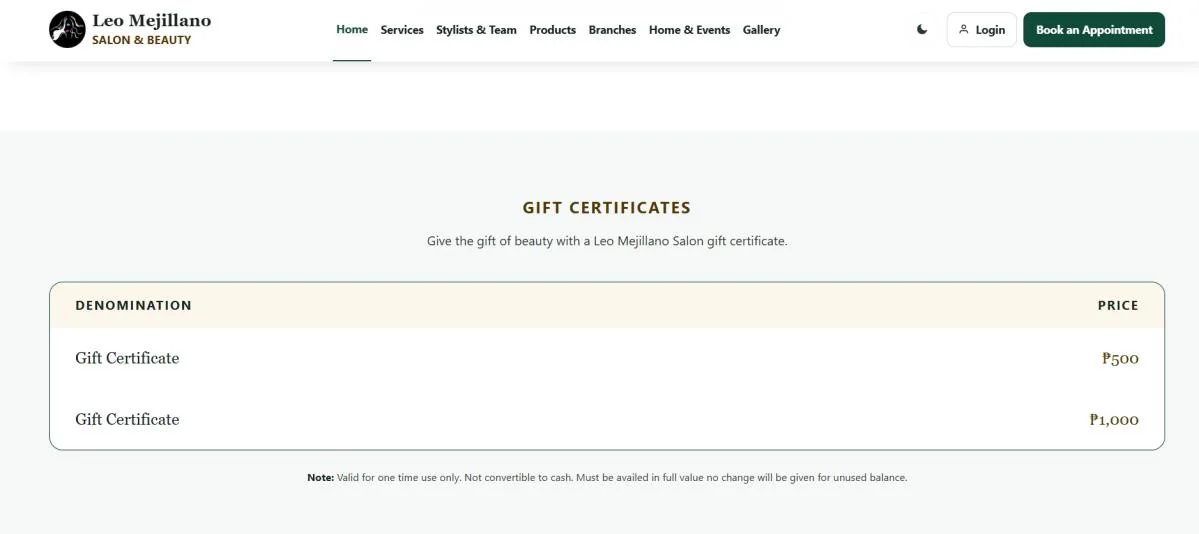 Leo Mejillano
SALON & BEAUTY
Home Services Stylists & Team Products Branches Home & Events Gallery Login Book an Appointment
GIFT CERTIFICATES
Give the gift of beauty with a Leo Mejillano Salon gift certificate.
DENOMINATION PRICE
Gift Certificate ₱500
Gift Certificate ₱1,000
Note: Valid for one time use only. Not convertible to cash. Must be availed in full value no change will be given for unused balance.